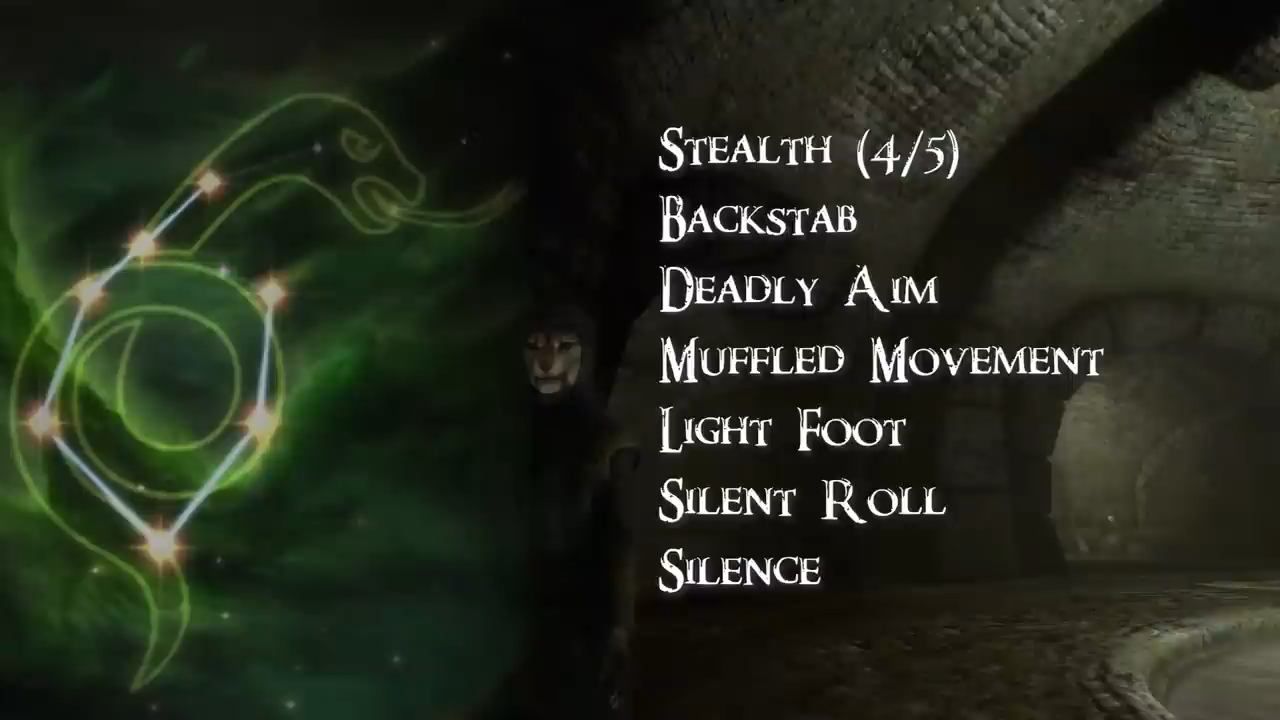 Stealth (4/5)
Backstab
Deadly Aim
Muffled Movement
Light Foot
Silent Roll
Silence